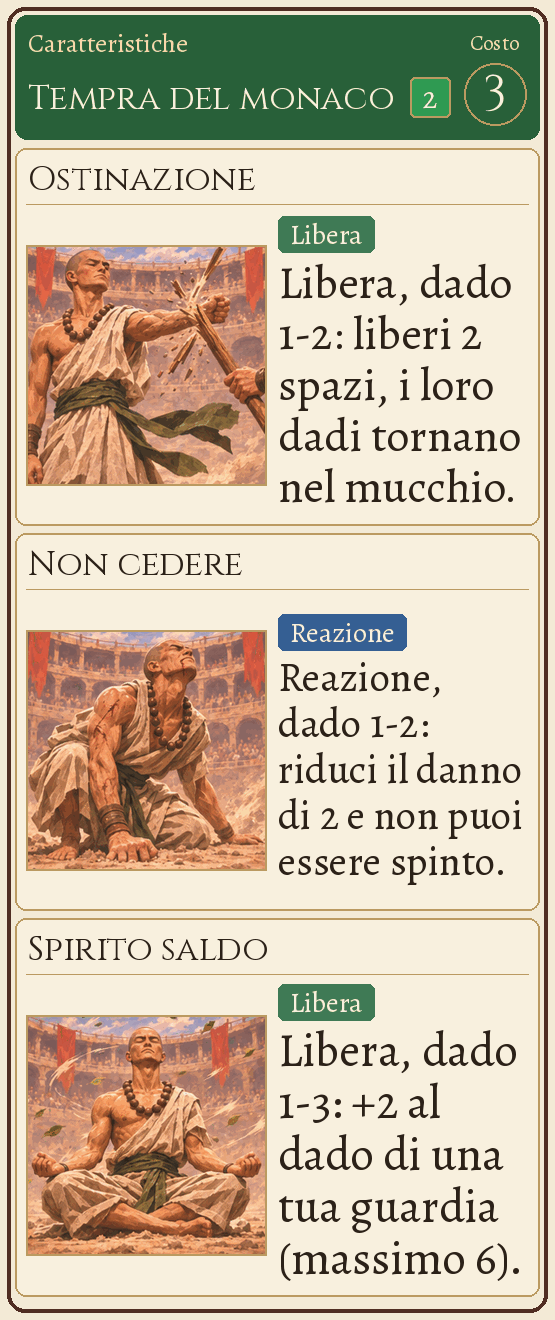 Caratteristiche
Costo
Tempra del monaco 2 3
Ostinazione
Libera
Libera, dado
1-2: liberi 2
spazi, i loro
dadi tornano
nel mucchio.
Non cedere
Reazione
Reazione,
dado 1-2:
riduci il danno
di 2 e non puoi
essere spinto.
Spirito saldo
Libera
Libera, dado
1-3: +2 al
dado di una
tua guardia
(massimo 6).